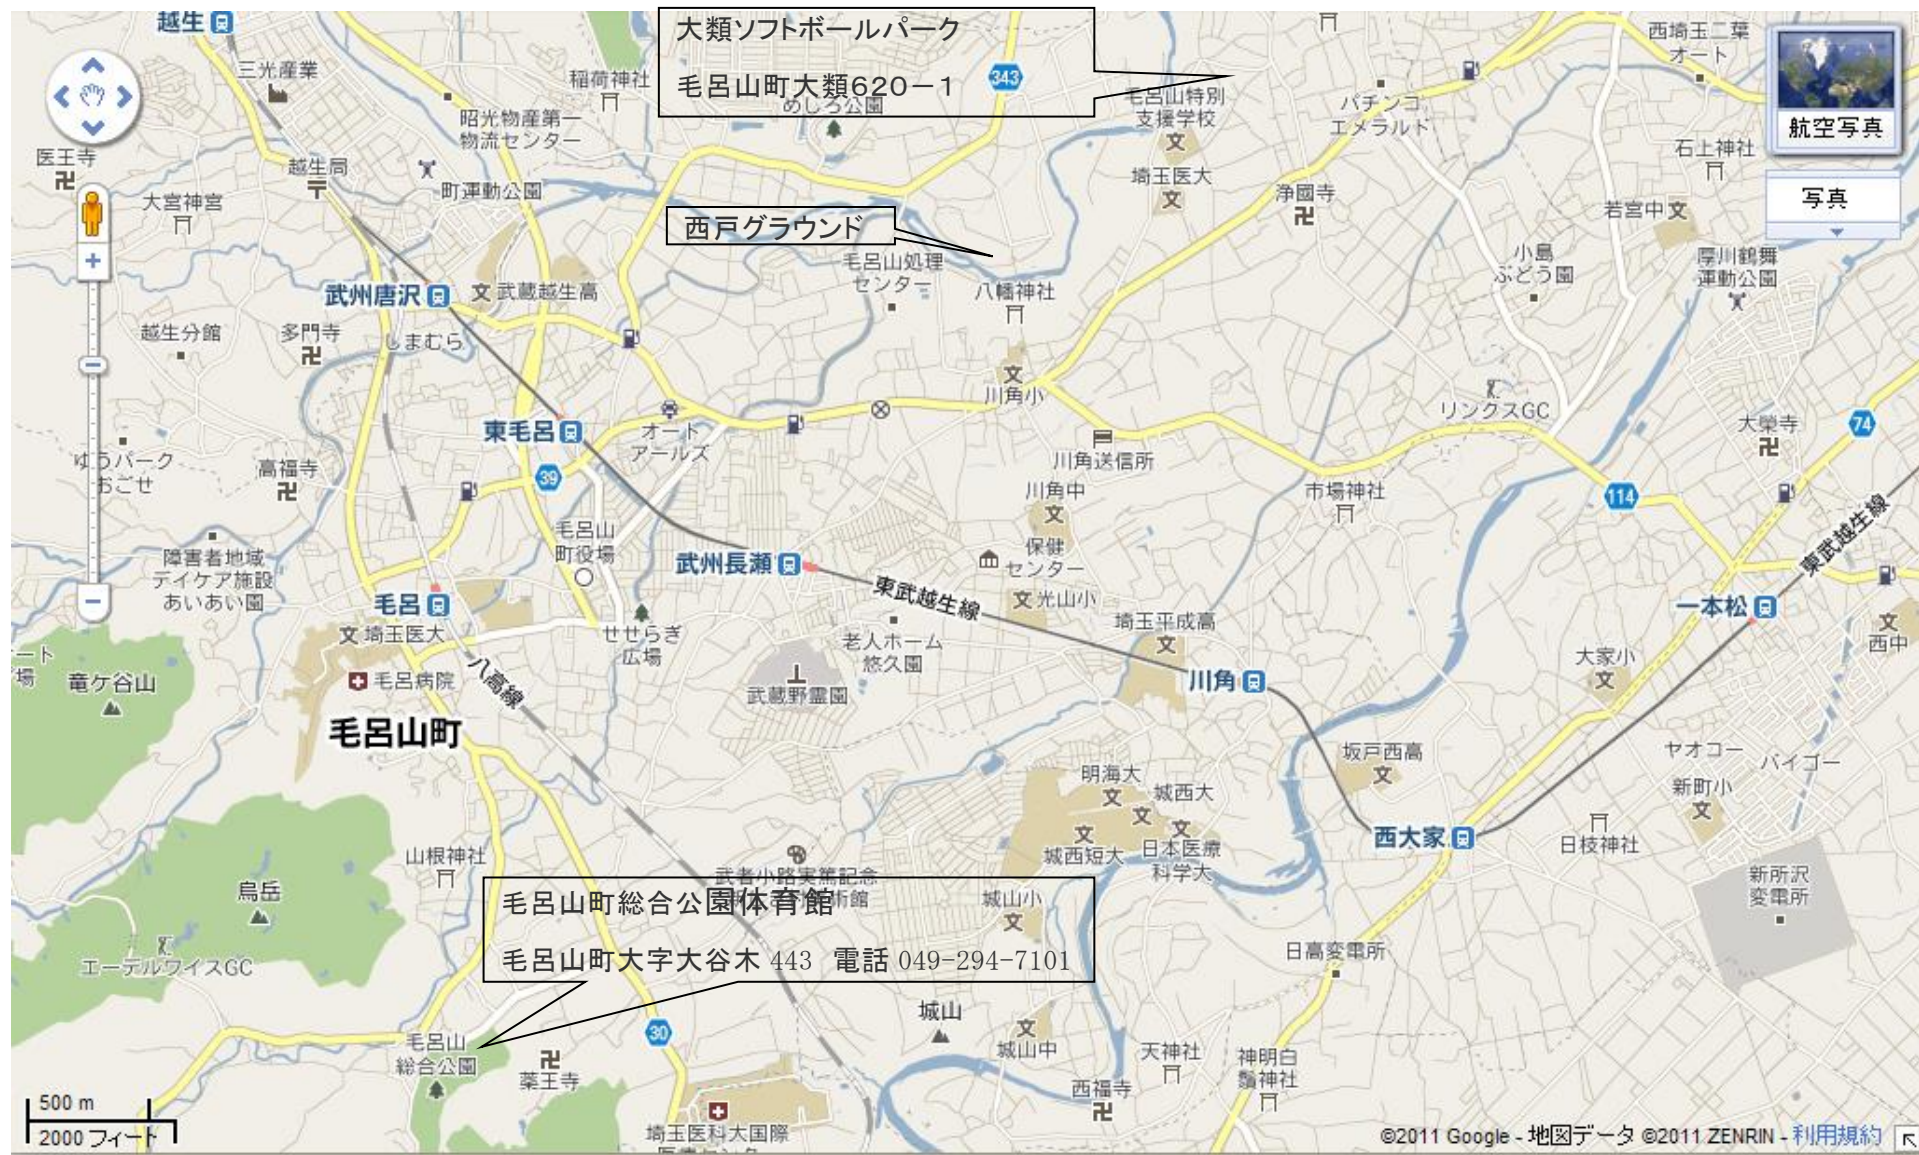 越生
大類ソフトボールパーク
毛呂山町大類620－1
三光産業
稲荷神社
めしろ公園
343
毛呂山特別
支援学校
パチンコ
エメラルド
西埼玉二葉
オート
航空写真
写真
昭光物産第一
物流センター
医王寺
越生局
町運動公園
大宮神宮
埼玉医大
浄國寺
石上神社
若宮中
西戸グラウンド
毛呂山処理
センター
八幡神社
小島
ぶどう園
厚川鶴舞
運動公園
武州唐沢
武蔵越生高
越生分館
多門寺
しまむら
川角小
リンクスGC
大榮寺
74
東毛呂
オート
アールズ
川角送信所
ゆうパーク
おごせ
高福寺
39
川角中
市場神社
114
毛呂山
町役場
障害者地域
デイケア施設
あいあい園
武州長瀬
保健
センター
東武越生線
東武越生線
毛呂
光山小
埼玉平成高
一本松
西中
埼玉医大
せせらぎ
広場
老人ホーム
悠久園
大家小
ート
場
竜ケ谷山
毛呂病院
八高線
武蔵野霊園
川角
毛呂山町
坂戸西高
ヤオコー
バイゴー
新町小
明海大
城西大
城西短大
日本医療
科学大
西大家
日枝神社
山根神社
武者小路実篤記念
術館
烏岳
城山小
新所沢
変電所
毛呂山町総合公園体育館
毛呂山町大字大谷木 443 電話 049-294-7101
エーデルワイスGC
日高変電所
城山
城山中
30
毛呂山
総合公園
薬王寺
天神社
神明白
鬚神社
西福寺
500 m
2000 フィート
埼玉医科大国際
©2011 Google - 地図データ ©2011 ZENRIN - 利用規約